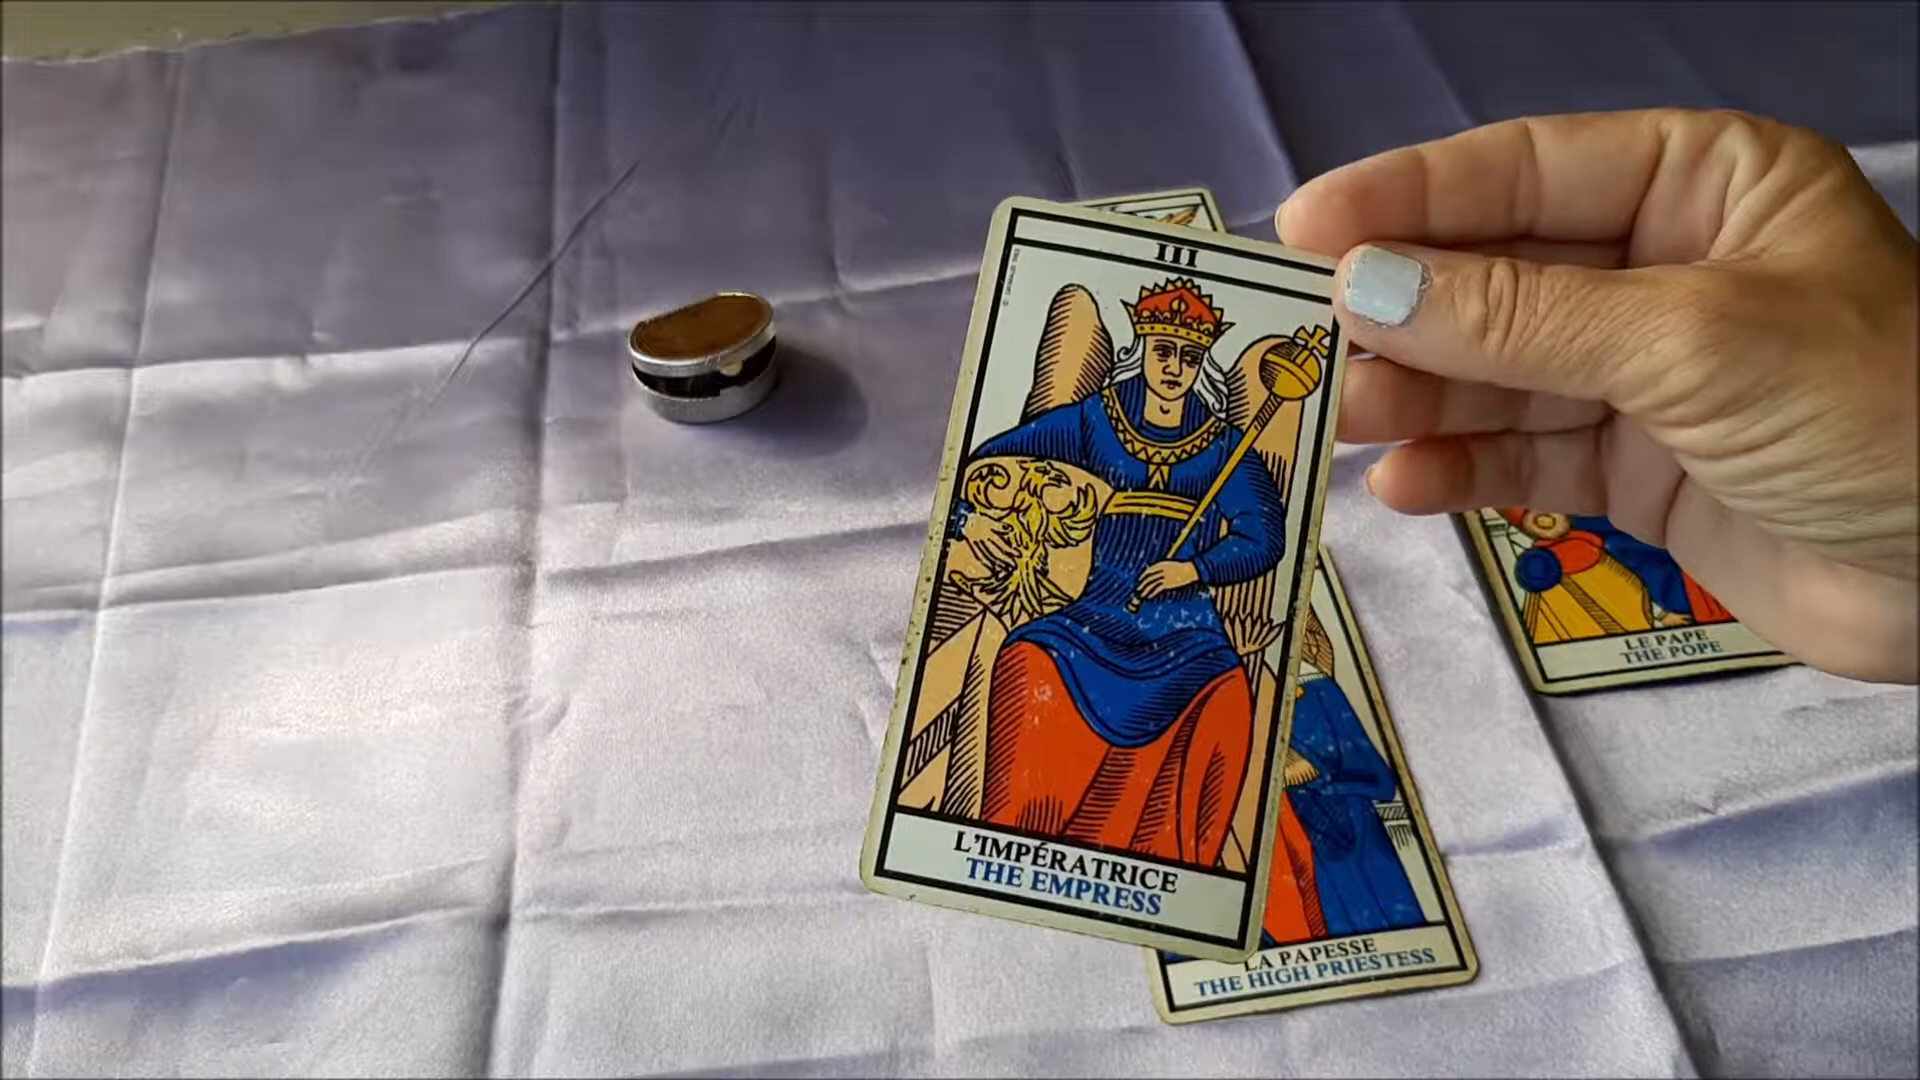 III
L'IMPÉRATRICE
THE EMPRESS
LE PAPE
THE POPE
LA PAPESSE
THE HIGH PRIESTESS